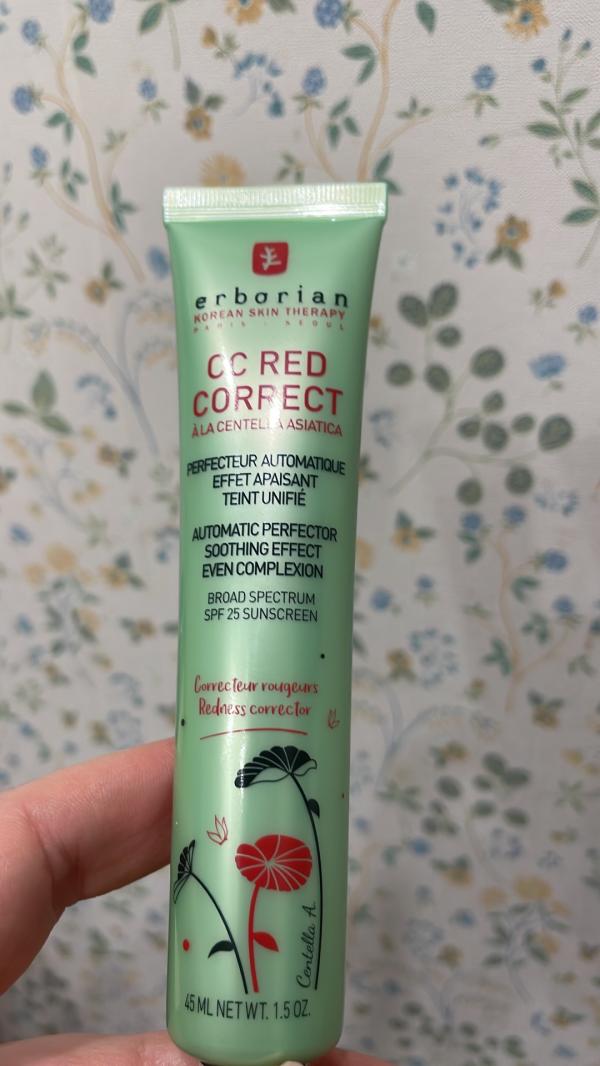 erborian
KOREAN SKIN THERAPY
PARIS - SEOUL
CC RED
CORRECT
À LA CENTELLA ASIATICA
PERFECTEUR AUTOMATIQUE
EFFET APAISANT
TEINT UNIFIÉ
AUTOMATIC PERFECTOR
SOOTHING EFFECT
EVEN COMPLEXION
BROAD SPECTRUM
SPF 25 SUNSCREEN
Correcteur rougeurs
Redness corrector
Centella A.
45 ML NET WT. 1.5 OZ.